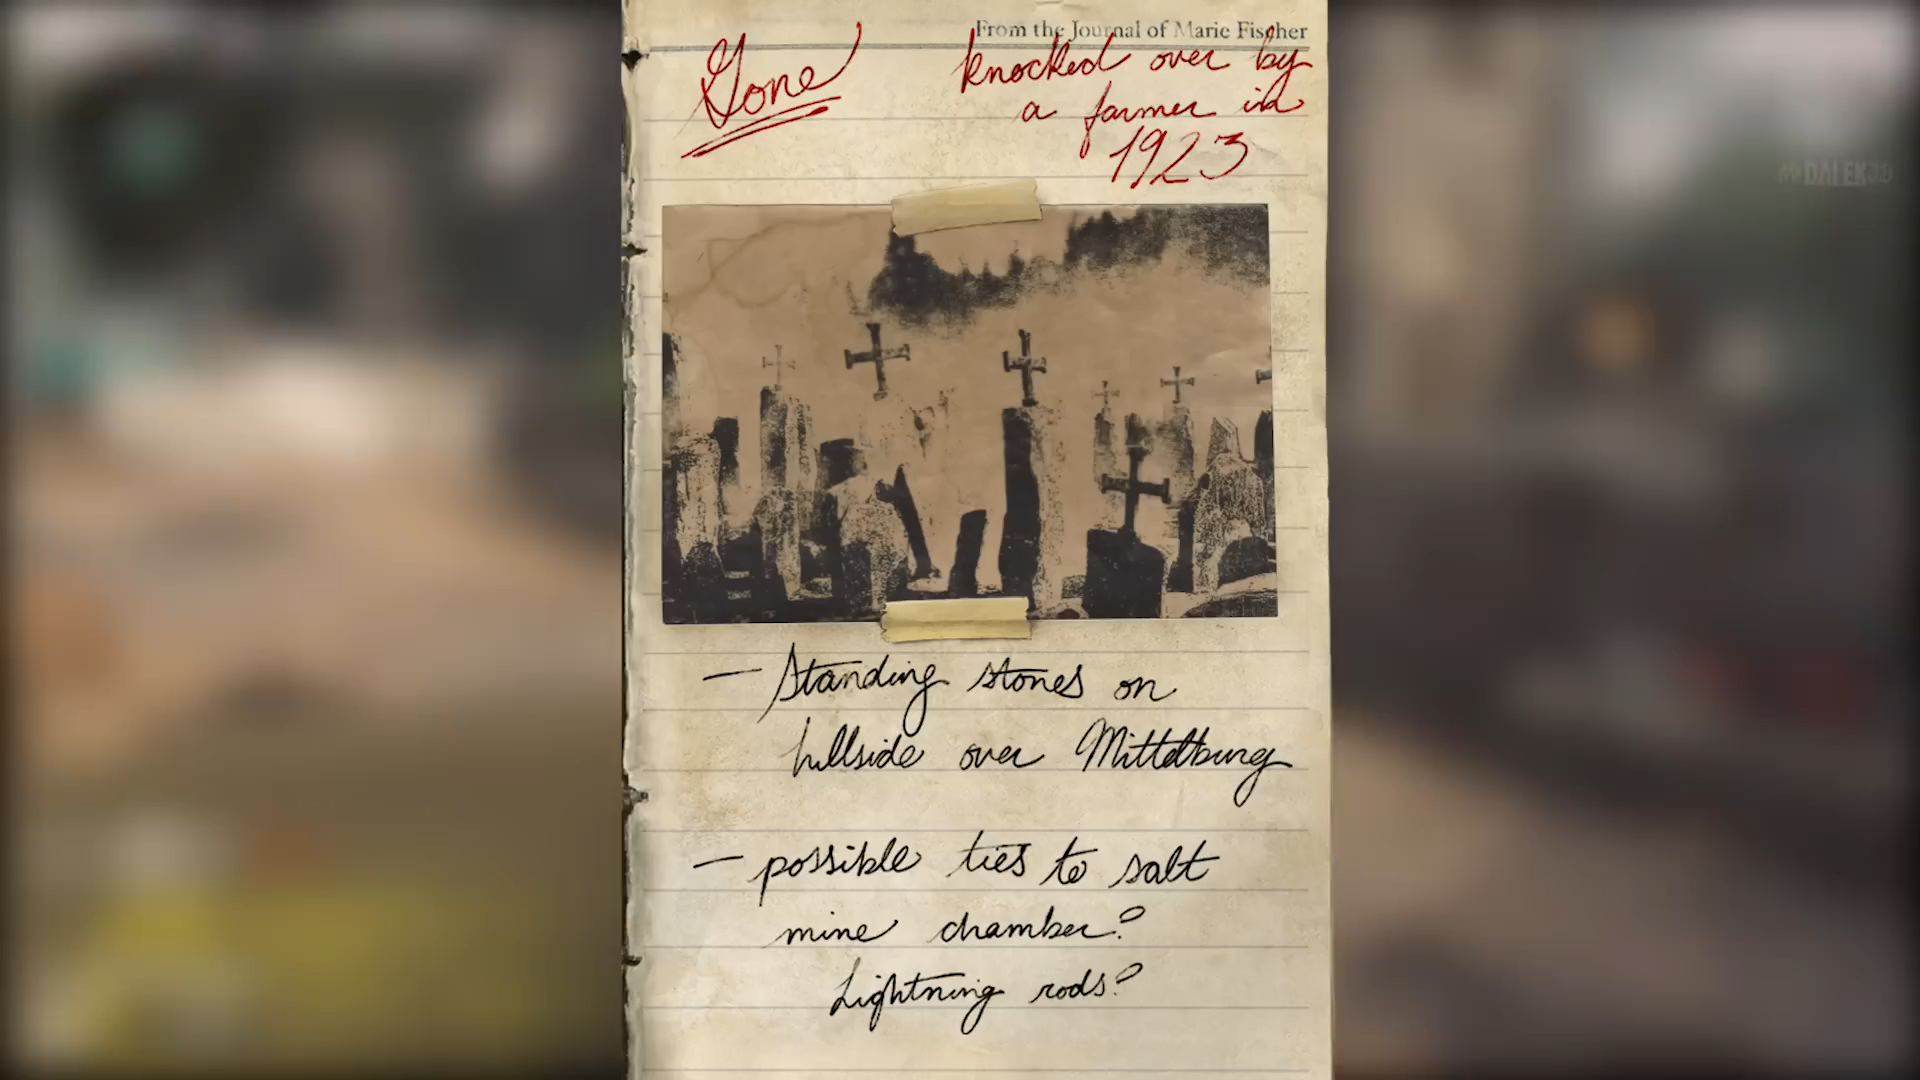 From the Journal of Marie Fischer
Gone
knocked over by
a farmer in
1923
MrDALEKJD
- Standing stones on
hillside over Mittelburg
- possible ties to salt
mine chamber?
Lightning rods?